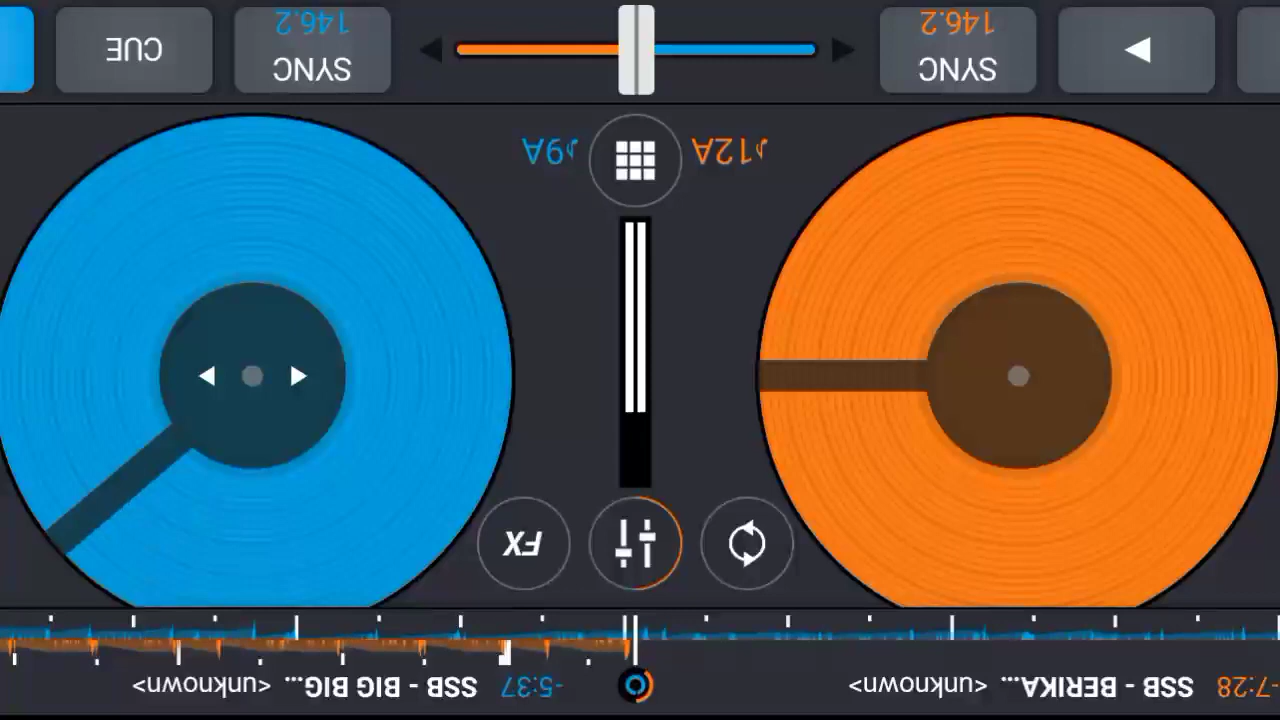 -7:28 SSB - BERIKA... <unknown>
-5:37 SSB - BIG BIG... <unknown>
FX
♪12A
♪9A
SYNC
146.2
SYNC
146.2
CUE